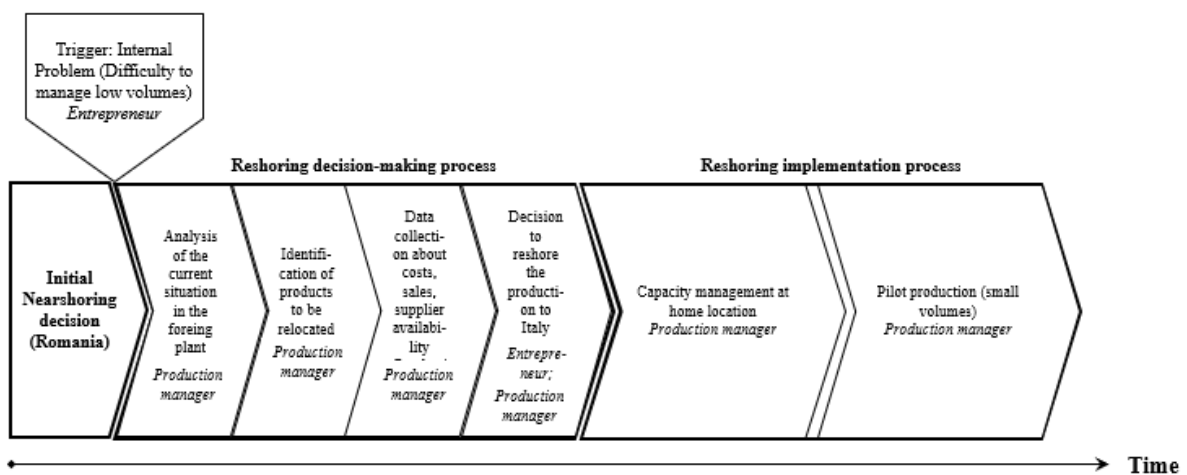 Trigger: Internal
Problem (Difficulty to
manage low volumes)
Entrepreneur
Reshoring decision-making process
Reshoring implementation process
Initial
Nearshoring
decision
(Romania)
Analysis
of the
current
situation
in the
foreing
plant
Production
manager
Identifi-
cation of
products
to be
relocated
Production
manager
Data
collecti-
on about
costs,
sales,
supplier
availabi-
lity
Production
manager
Decision
to
reshore
the
producti-
on to
Italy
Entrepre-
neur;
Production
manager
Capacity management at
home location
Production manager
Pilot production (small
volumes)
Production manager
Time